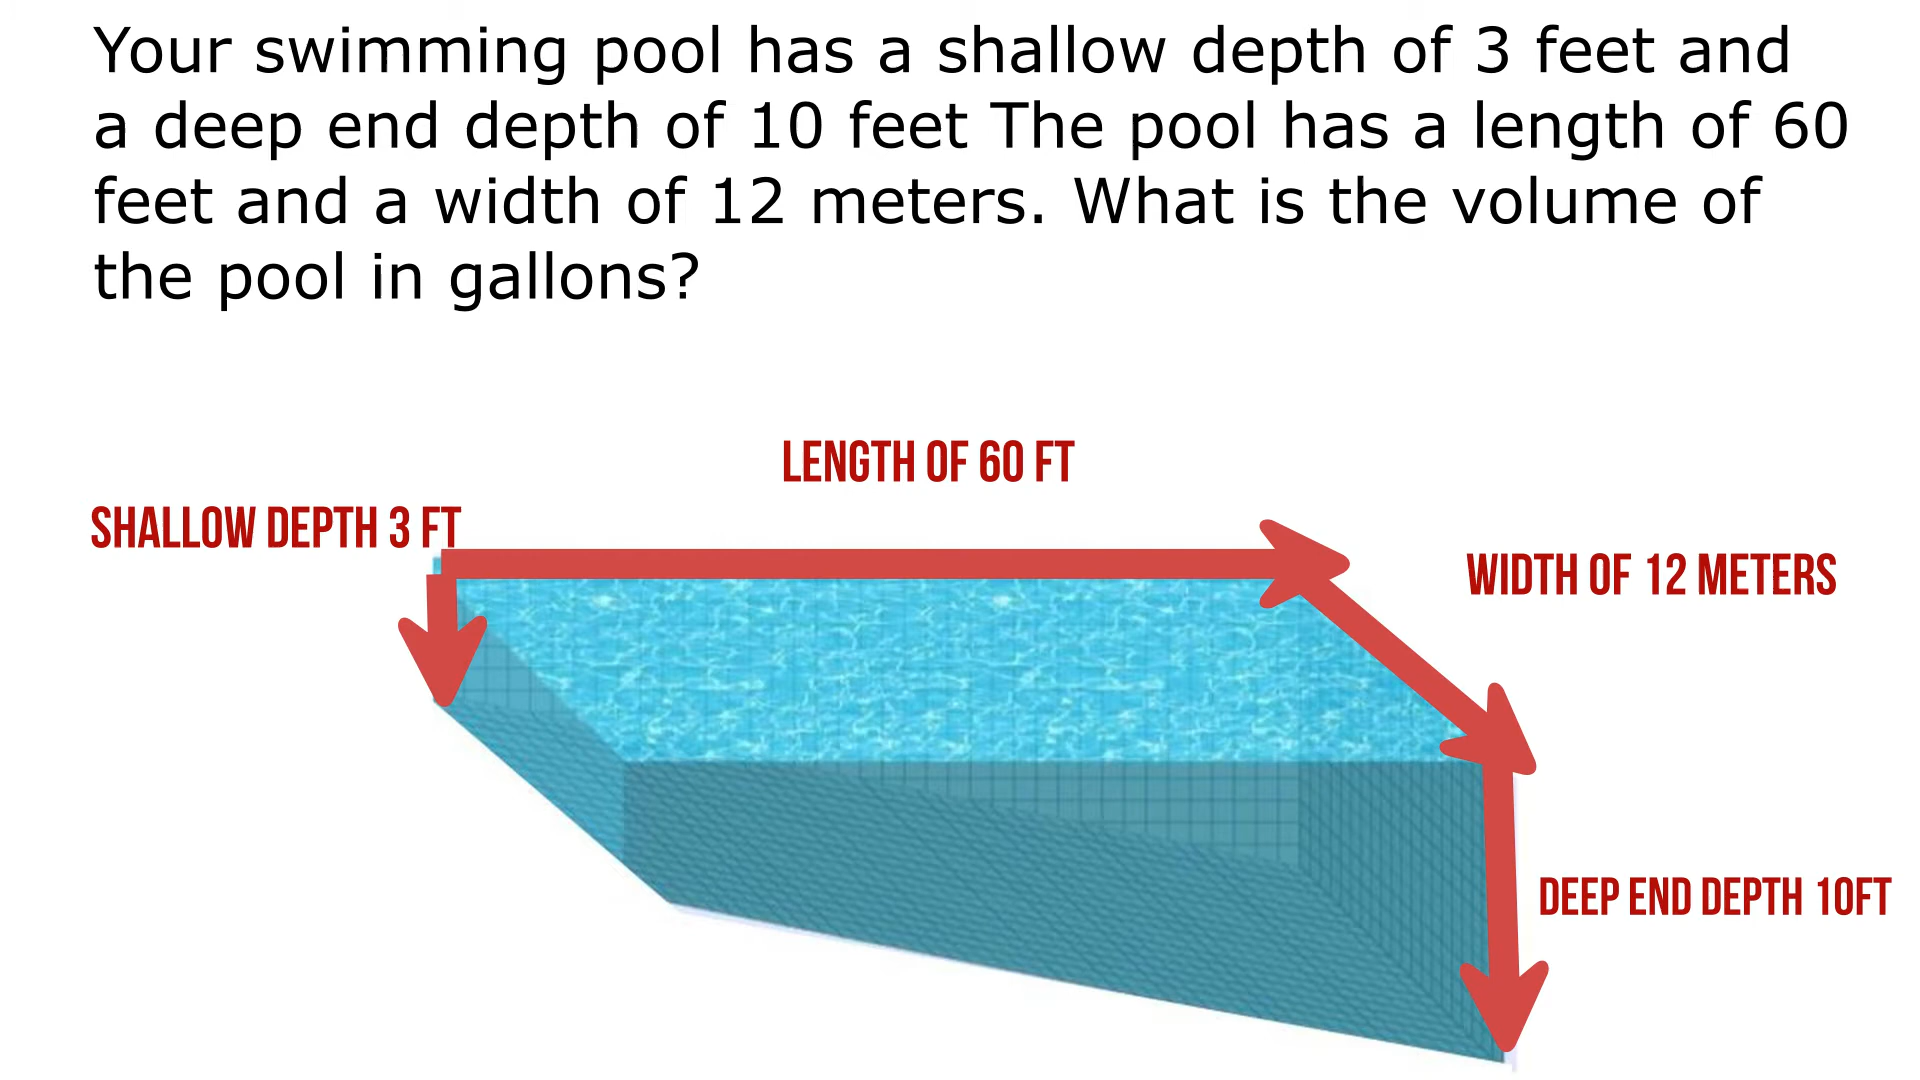 Your swimming pool has a shallow depth of 3 feet and
a deep end depth of 10 feet The pool has a length of 60
feet and a width of 12 meters. What is the volume of
the pool in gallons?
LENGTH OF 60 FT
SHALLOW DEPTH 3 FT
WIDTH OF 12 METERS
DEEP END DEPTH 10FT